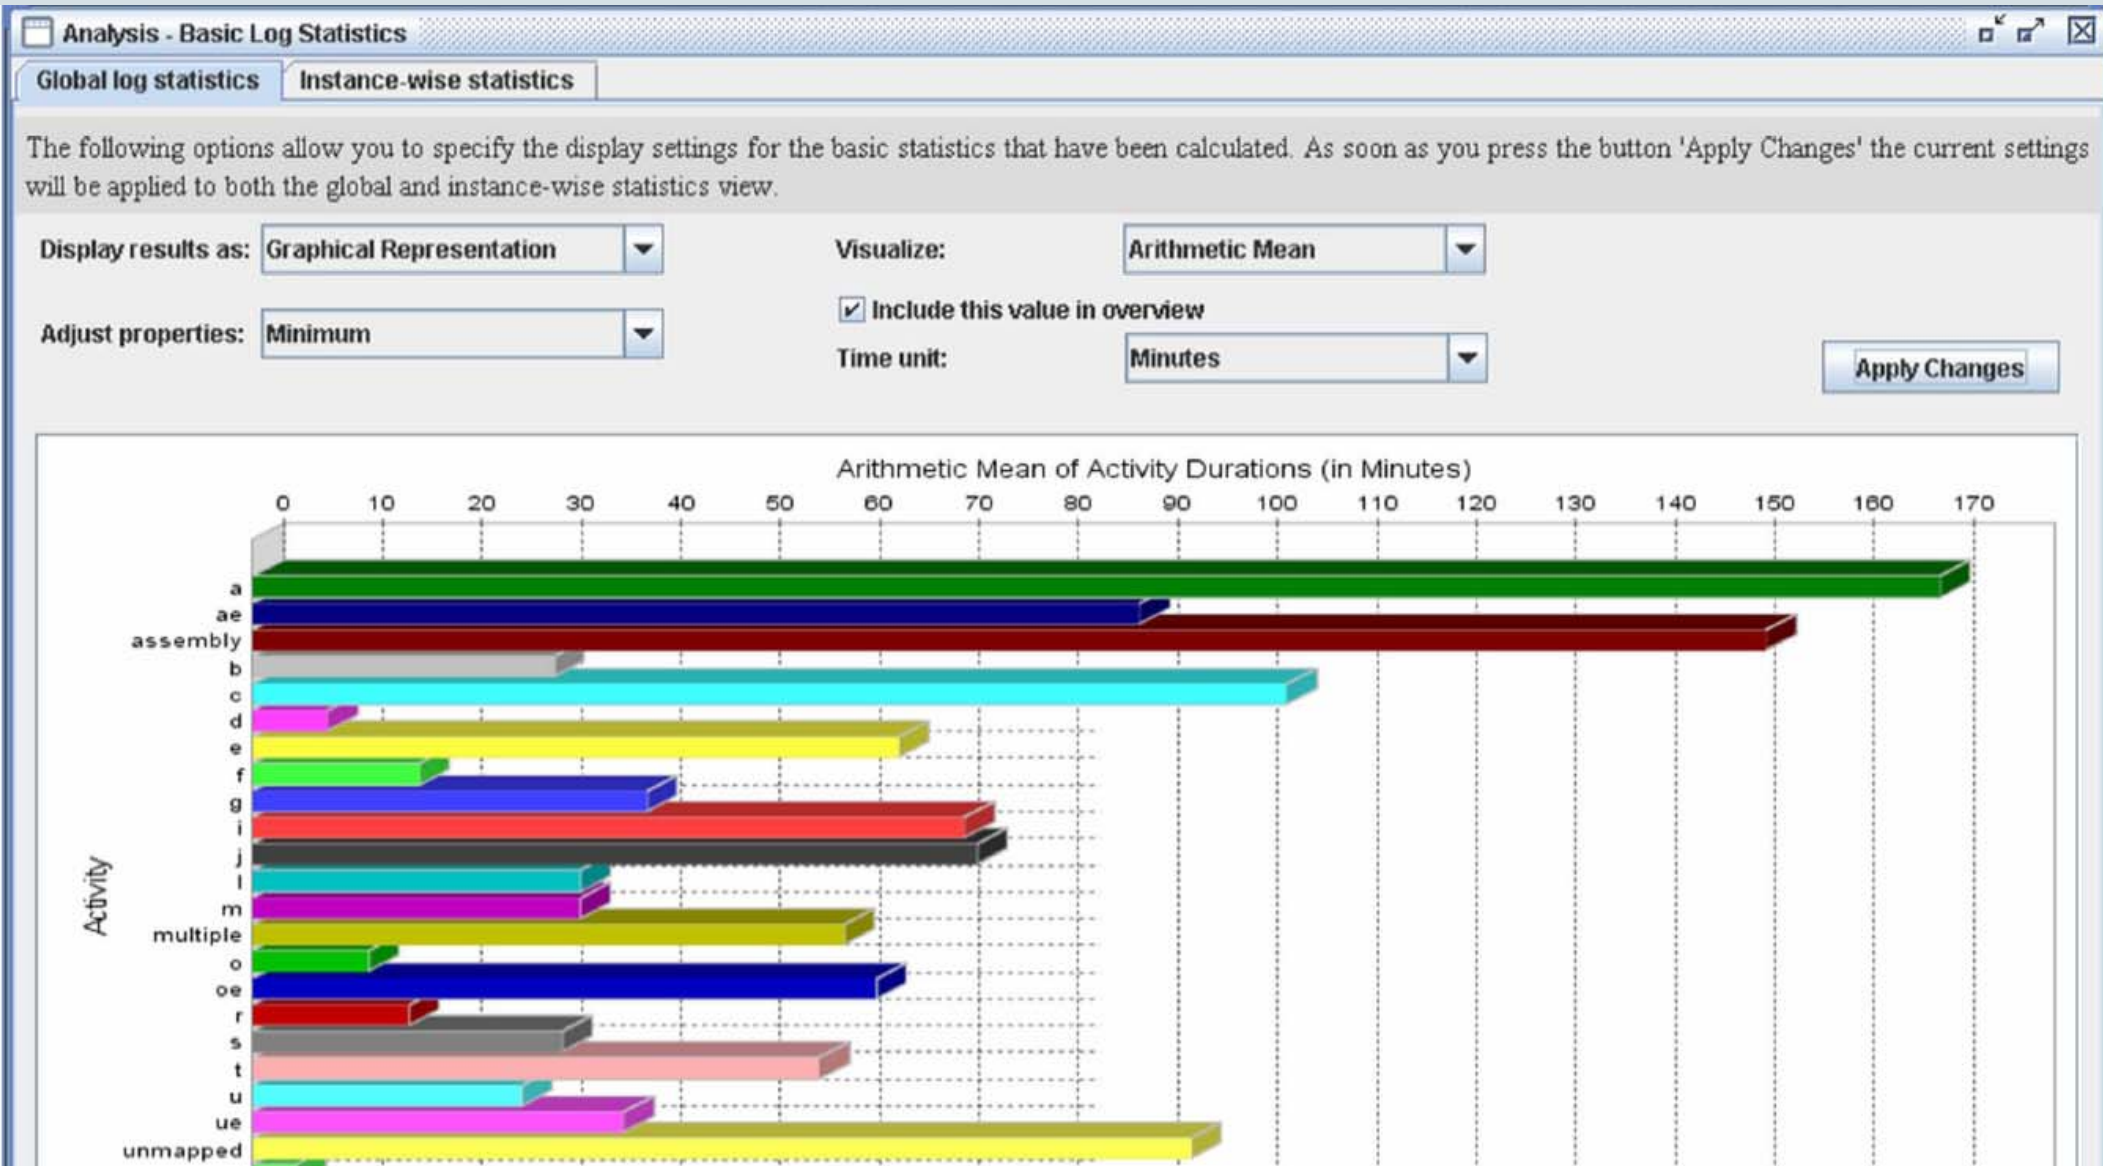 Analysis - Basic Log Statistics
Global log statistics
Instance-wise statistics
The following options allow you to specify the display settings for the basic statistics that have been calculated. As soon as you press the button 'Apply Changes' the current settings
will be applied to both the global and instance-wise statistics view.
Display results as: Graphical Representation
Visualize: Arithmetic Mean
Include this value in overview
Adjust properties: Minimum
Time unit: Minutes
Apply Changes
Arithmetic Mean of Activity Durations (in Minutes)
0 10 20 30 40 50 60 70 80 90 100 110 120 130 140 150 160 170
Activity
a
ae
assembly
b
c
d
e
f
g
i
j
l
m
multiple
o
oe
r
s
t
u
ue
unmapped